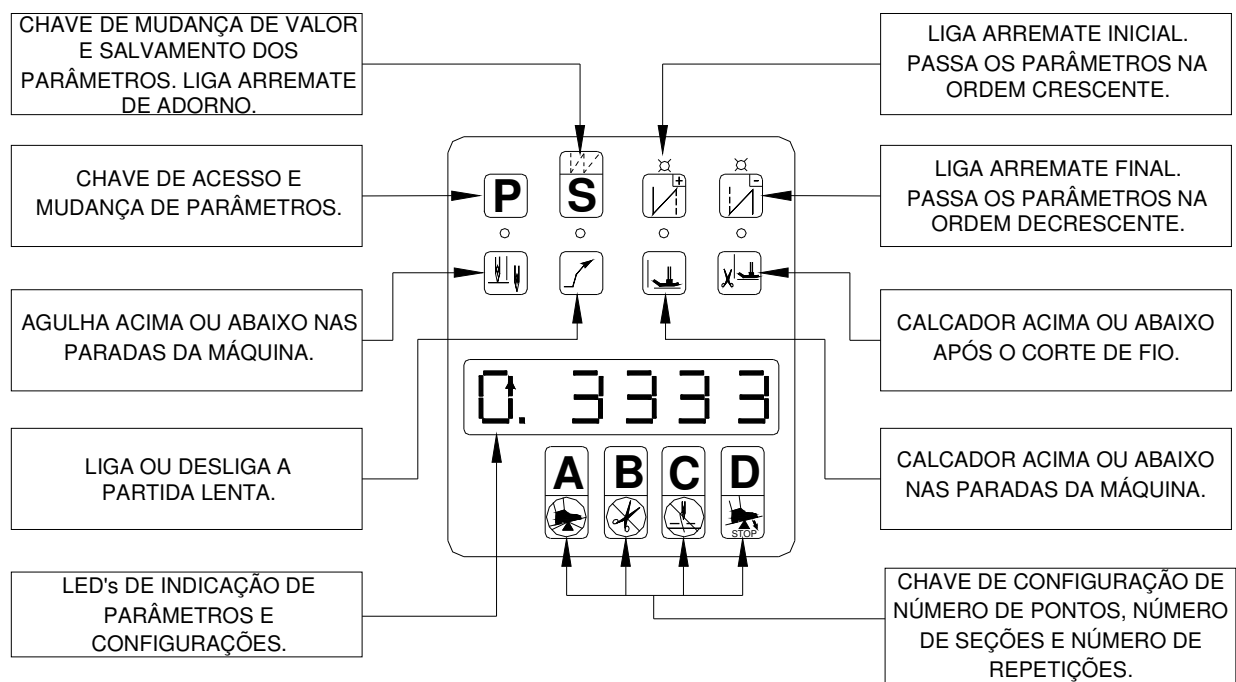 CHAVE DE MUDANÇA DE VALOR
E SALVAMENTO DOS
PARÂMETROS. LIGA ARREMATE
DE ADORNO.
LIGA ARREMATE INICIAL.
PASSA OS PARÂMETROS NA
ORDEM CRESCENTE.
CHAVE DE ACESSO E
MUDANÇA DE PARÂMETROS.
P
S
+
-
LIGA ARREMATE FINAL.
PASSA OS PARÂMETROS NA
ORDEM DECRESCENTE.
AGULHA ACIMA OU ABAIXO NAS
PARADAS DA MÁQUINA.
CALCADOR ACIMA OU ABAIXO
APÓS O CORTE DE FIO.
0. 3333
LIGA OU DESLIGA A
PARTIDA LENTA.
A B C D
STOP
CALCADOR ACIMA OU ABAIXO
NAS PARADAS DA MÁQUINA.
LED's DE INDICAÇÃO DE
PARÂMETROS E
CONFIGURAÇÕES.
CHAVE DE CONFIGURAÇÃO DE
NÚMERO DE PONTOS, NÚMERO
DE SEÇÕES E NÚMERO DE
REPETIÇÕES.